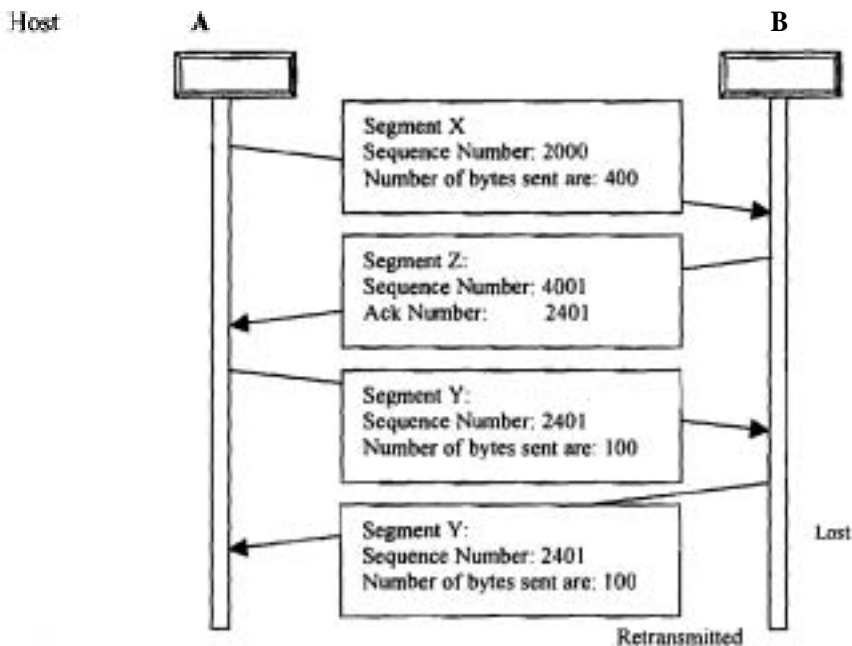 Host A B
Segment X
Sequence Number: 2000
Number of bytes sent are: 400
Segment Z:
Sequence Number: 4001
Ack Number: 2401
Segment Y:
Sequence Number: 2401
Number of bytes sent are: 100
Segment Y:
Sequence Number: 2401
Number of bytes sent are: 100
Lost
Retransmitted